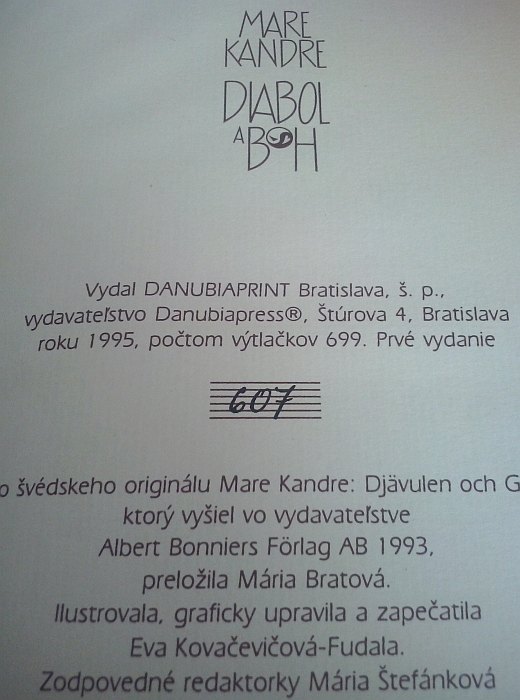 MARE
KANDRE
DIABOL
A BOH
Vydal DANUBIAPRINT Bratislava, š. p.,
vydavateľstvo Danubiapress®, Štúrova 4, Bratislava
roku 1995, počtom výtlačkov 699. Prvé vydanie
607
o švédskeho originálu Mare Kandre: Djävulen och G
ktorý vyšiel vo vydavateľstve
Albert Bonniers Förlag AB 1993,
preložila Mária Bratová.
Ilustrovala, graficky upravila a zapečatila
Eva Kovačevičová-Fudala.
Zodpovedné redaktorky Mária Štefánková